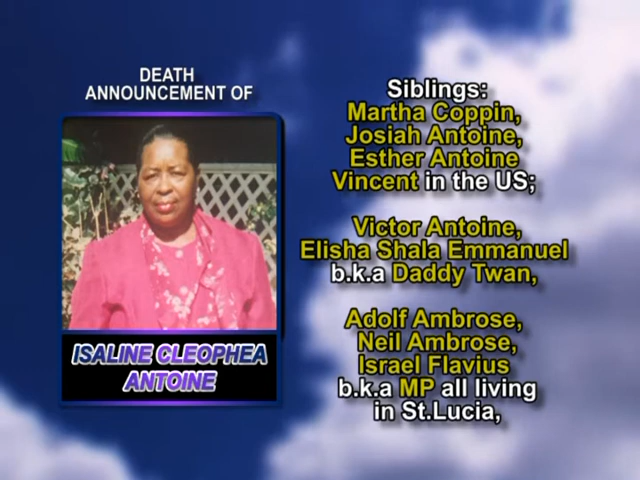 DEATH
ANNOUNCEMENT OF
ISALINE CLEOPHEA
ANTOINE
Siblings:
Martha Coppin,
Josiah Antoine,
Esther Antoine
Vincent in the US;
Victor Antoine,
Elisha Shala Emmanuel
b.k.a Daddy Twan,
Adolf Ambrose,
Neil Ambrose,
Israel Flavius
b.k.a MP all living
in St.Lucia,